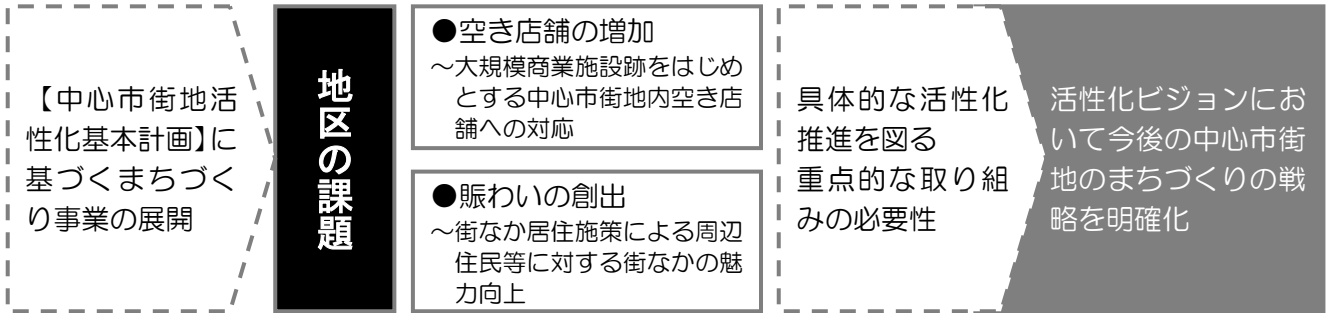 【中心市街地活
性化基本計画】に
基づくまちづく
り事業の展開
地区の課題
●空き店舗の増加
～大規模商業施設跡をはじめ
とする中心市街地内空き店
舗への対応
●賑わいの創出
～街なか居住施策による周辺
住民等に対する街なかの魅
力向上
具体的な活性化
推進を図る
重点的な取り組
みの必要性
活性化ビジョンにお
いて今後の中心市街
地のまちづくりの戦
略を明確化